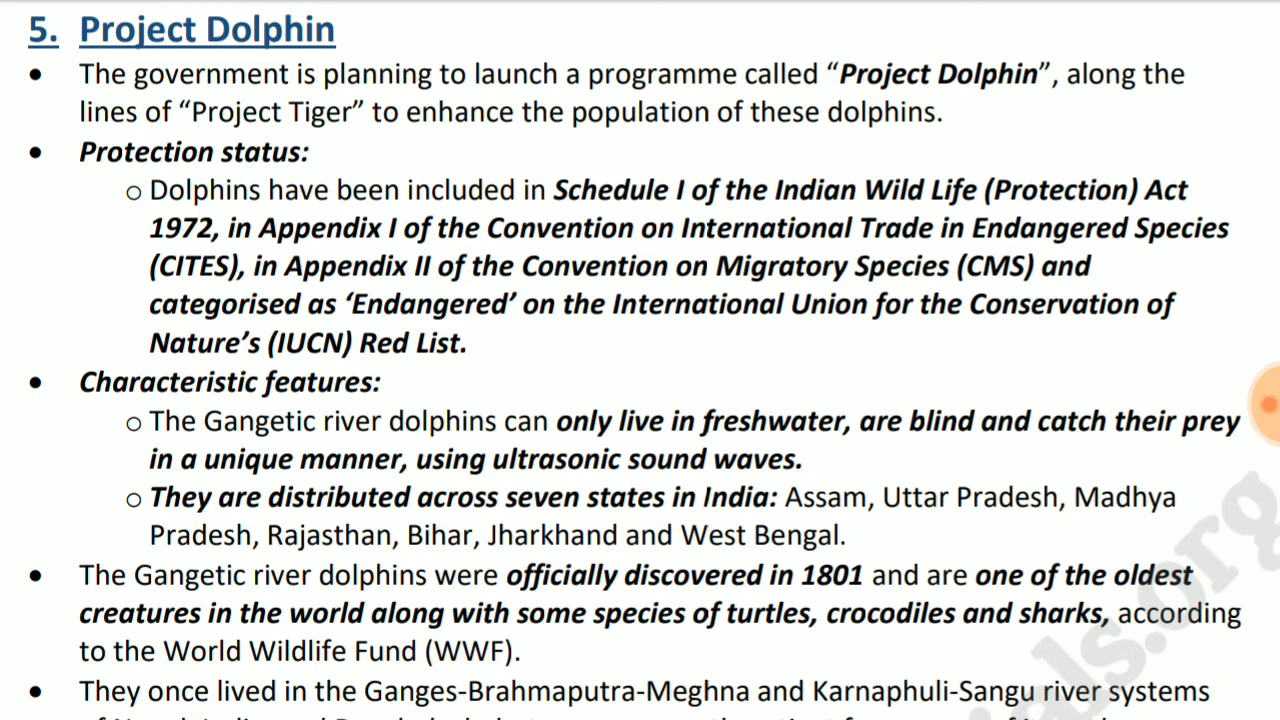 5. Project Dolphin
• The government is planning to launch a programme called “Project Dolphin”, along the
lines of “Project Tiger” to enhance the population of these dolphins.
• Protection status:
o Dolphins have been included in Schedule I of the Indian Wild Life (Protection) Act
1972, in Appendix I of the Convention on International Trade in Endangered Species
(CITES), in Appendix II of the Convention on Migratory Species (CMS) and
categorised as ‘Endangered’ on the International Union for the Conservation of
Nature’s (IUCN) Red List.
• Characteristic features:
o The Gangetic river dolphins can only live in freshwater, are blind and catch their prey
in a unique manner, using ultrasonic sound waves.
o They are distributed across seven states in India: Assam, Uttar Pradesh, Madhya
Pradesh, Rajasthan, Bihar, Jharkhand and West Bengal.
• The Gangetic river dolphins were officially discovered in 1801 and are one of the oldest
creatures in the world along with some species of turtles, crocodiles and sharks, according
to the World Wildlife Fund (WWF).
• They once lived in the Ganges-Brahmaputra-Meghna and Karnaphuli-Sangu river systems
als.org